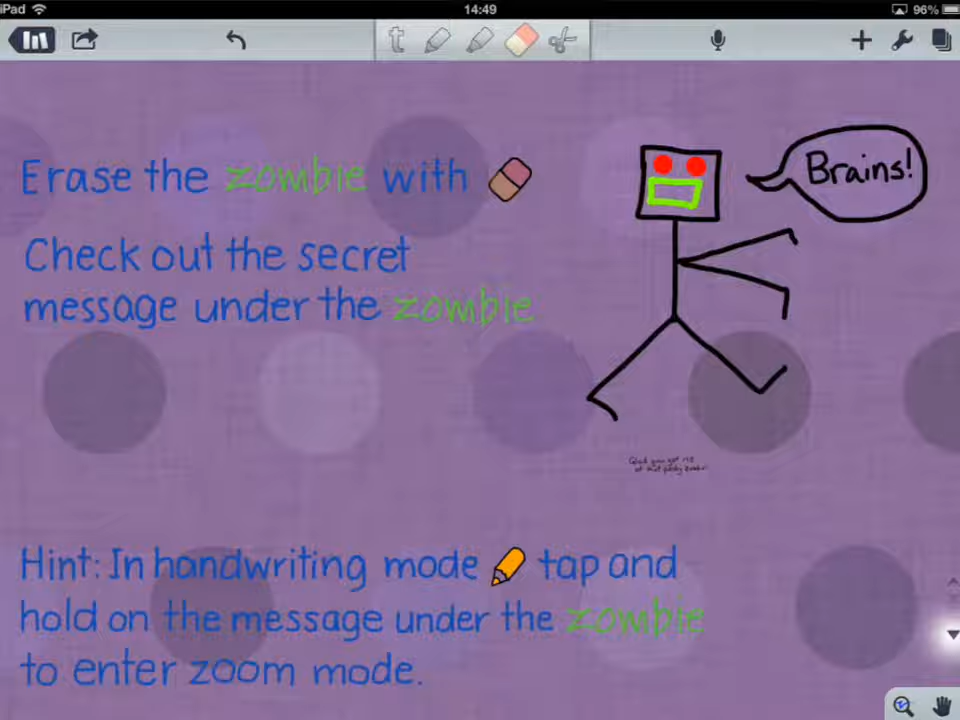 iPad 14:49 96%
t
Erase the zombie with
Brains!
Check out the secret
message under the zombie
Hint: In handwriting mode tap and
hold on the message under the zombie
to enter zoom mode.